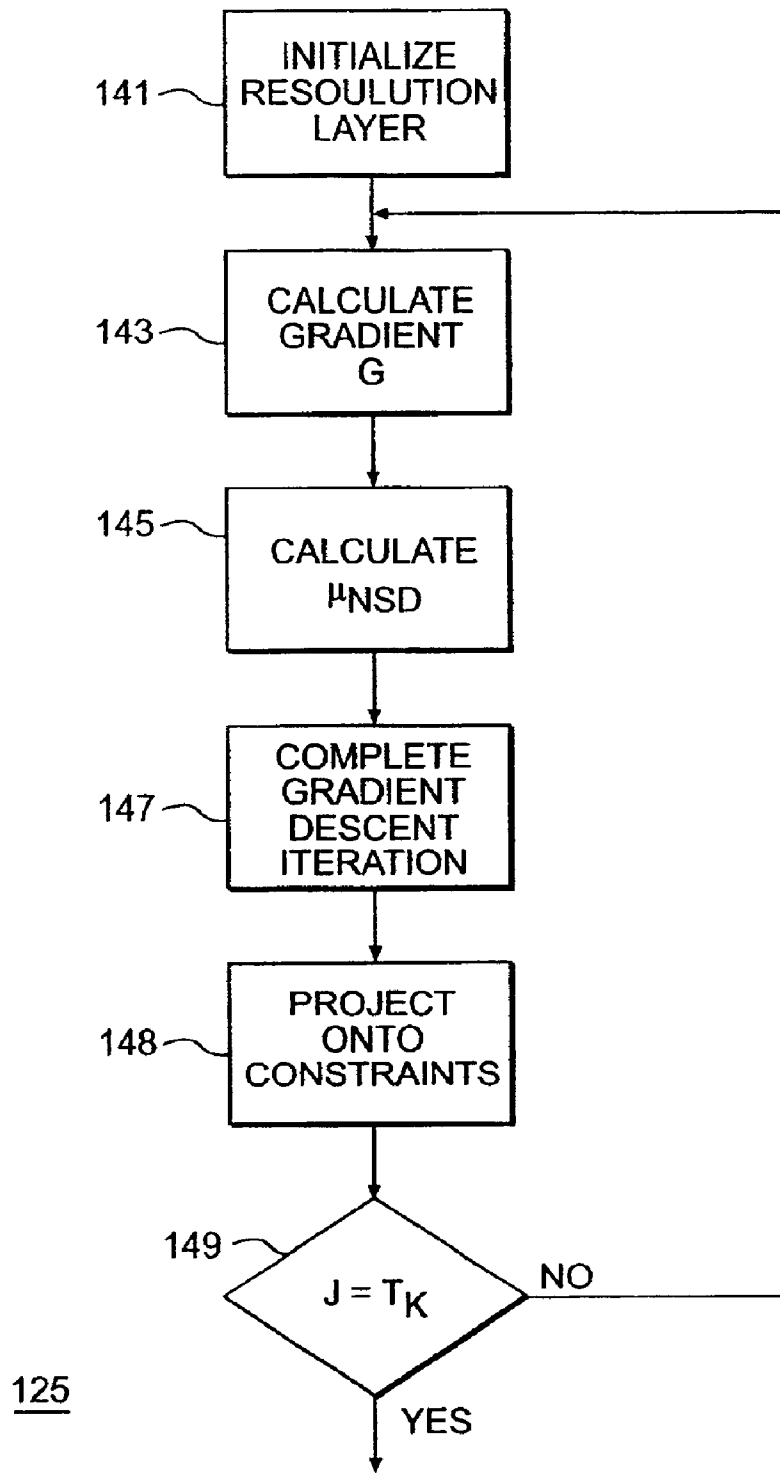 141
INITIALIZE
RESOULUTION
LAYER
143
CALCULATE
GRADIENT
G
145
CALCULATE
μNSD
147
COMPLETE
GRADIENT
DESCENT
ITERATION
148
PROJECT
ONTO
CONSTRAINTS
149
J = TK
NO
125
YES